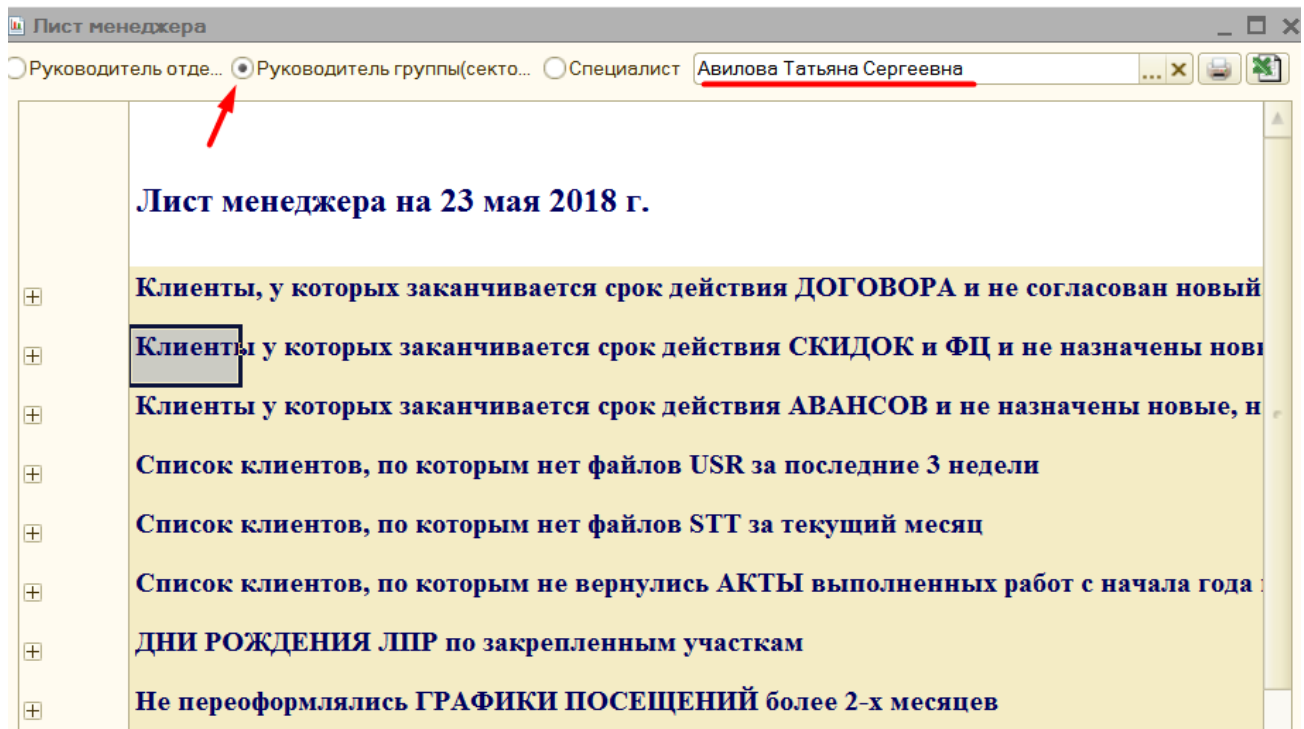 Лист менеджера
Руководитель отде... Руководитель группы(секто... Специалист Авилова Татьяна Сергеевна ...
Лист менеджера на 23 мая 2018 г.
Клиенты, у которых заканчивается срок действия ДОГОВОРА и не согласован новый
Клиенты у которых заканчивается срок действия СКИДОК и ФЦ и не назначены
Клиенты у которых заканчивается срок действия АВАНСОВ и не назначены новые, н
Список клиентов, по которым нет файлов USR за последние 3 недели
Список клиентов, по которым нет файлов STT за текущий месяц
Список клиентов, по которым не вернулись АКТЫ выполненных работ с начала года
ДНИ РОЖДЕНИЯ ЛПР по закрепленным участкам
Не переоформлялись ГРАФИКИ ПОСЕЩЕНИЙ более 2-х месяцев